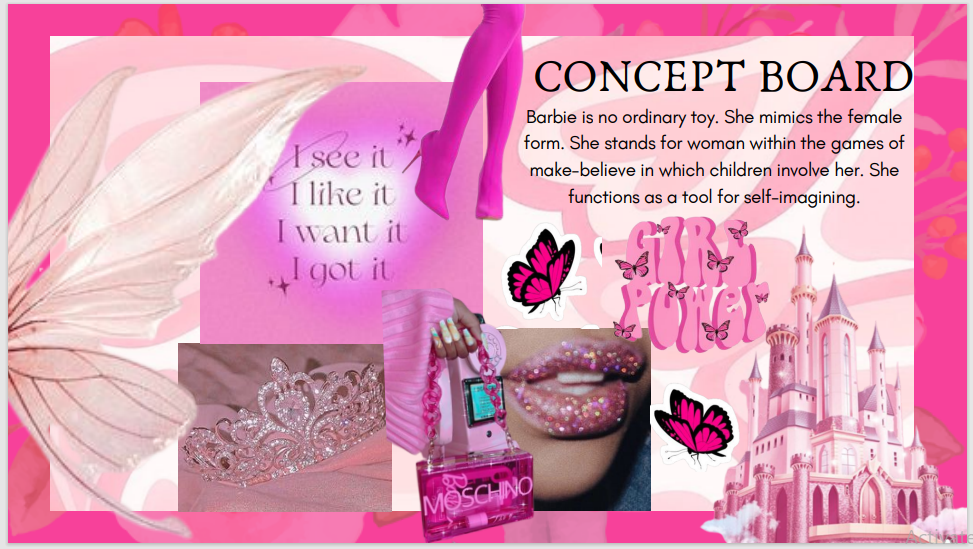 CONCEPT BOARD
Barbie is no ordinary toy. She mimics the female
form. She stands for woman within the games of
make-believe in which children involve her. She
functions as a tool for self-imagining.
I see it
I like it
I want it
I got it
GIRL
POWER
MOSCHINO